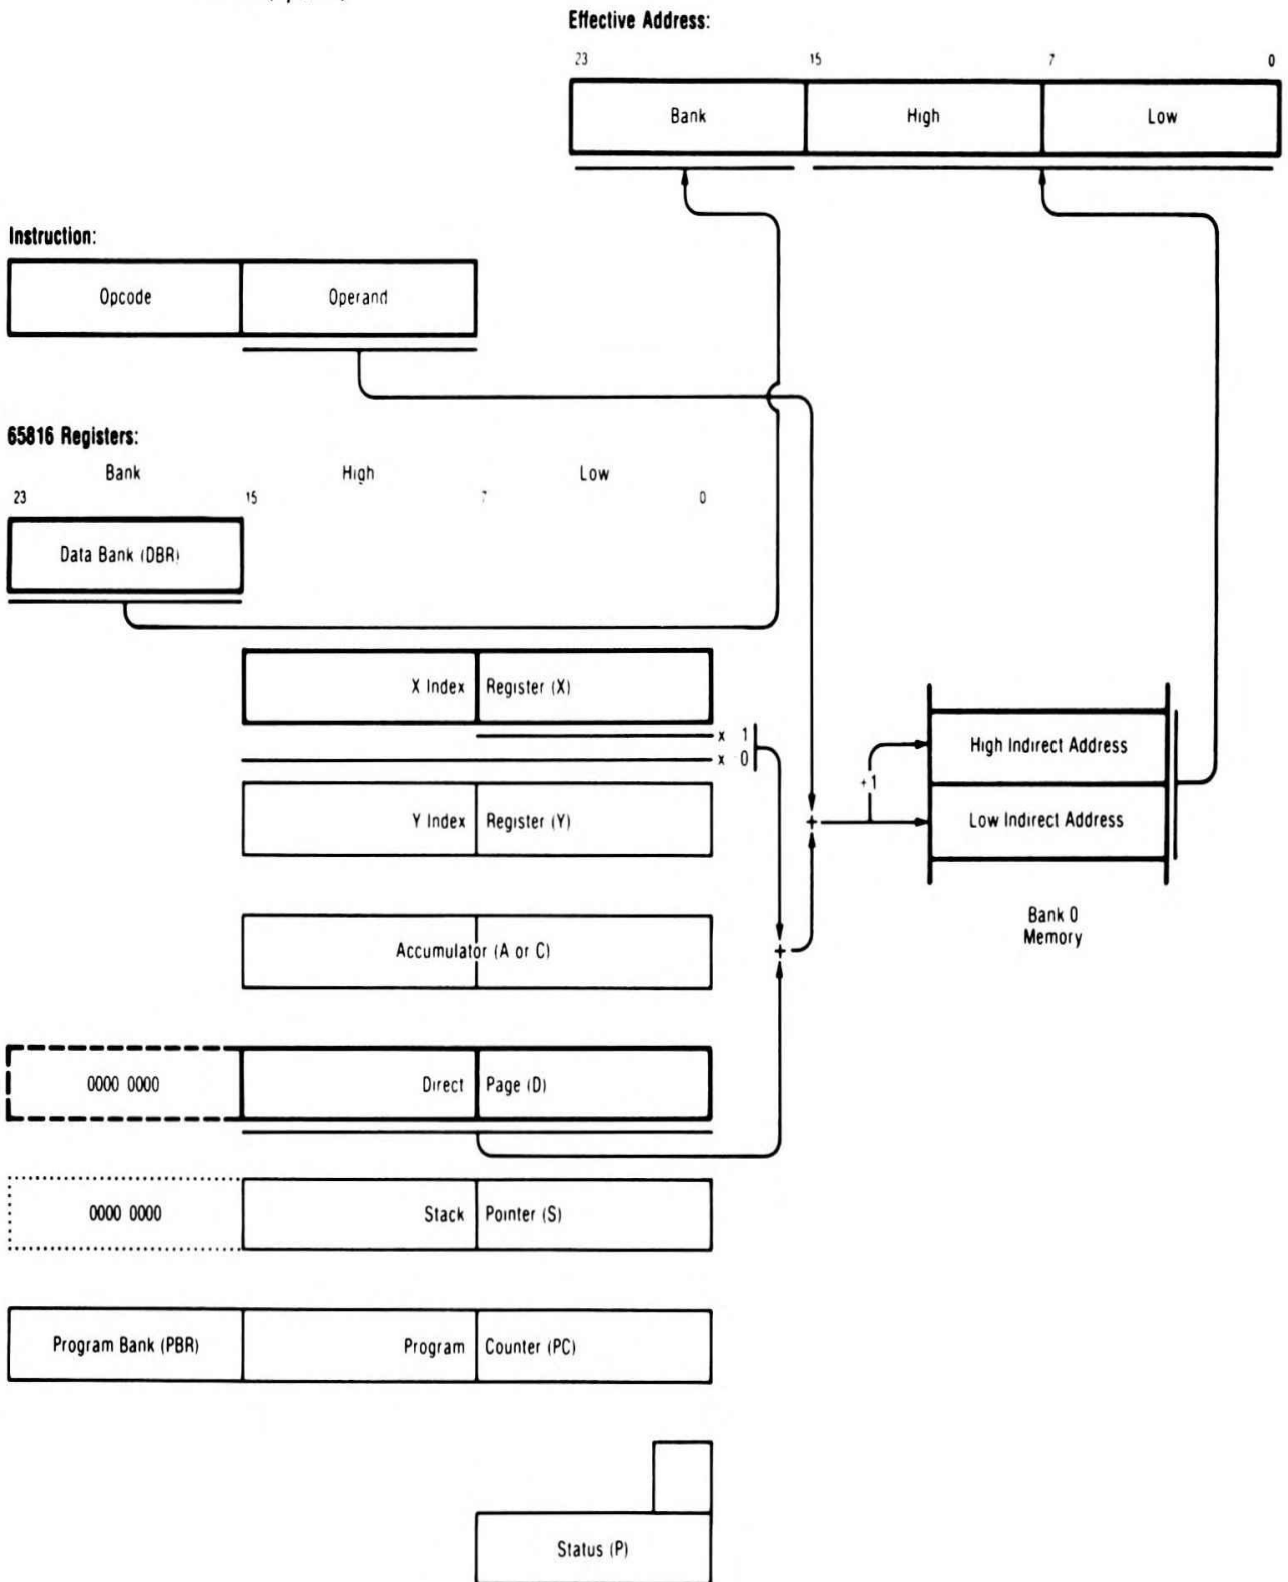 Effective Address:
23 15 7 0
Bank High Low
Instruction:
Opcode Operand
65816 Registers:
Bank High Low
23 15 7 0
Data Bank (DBR)
X Index Register (X)
x 1
x 0
Y Index Register (Y)
High Indirect Address
+1
+
Low Indirect Address
Bank 0
Memory
Accumulator (A or C)
+
0000 0000 Direct Page (D)
0000 0000 Stack Pointer (S)
Program Bank (PBR) Program Counter (PC)
Status (P)